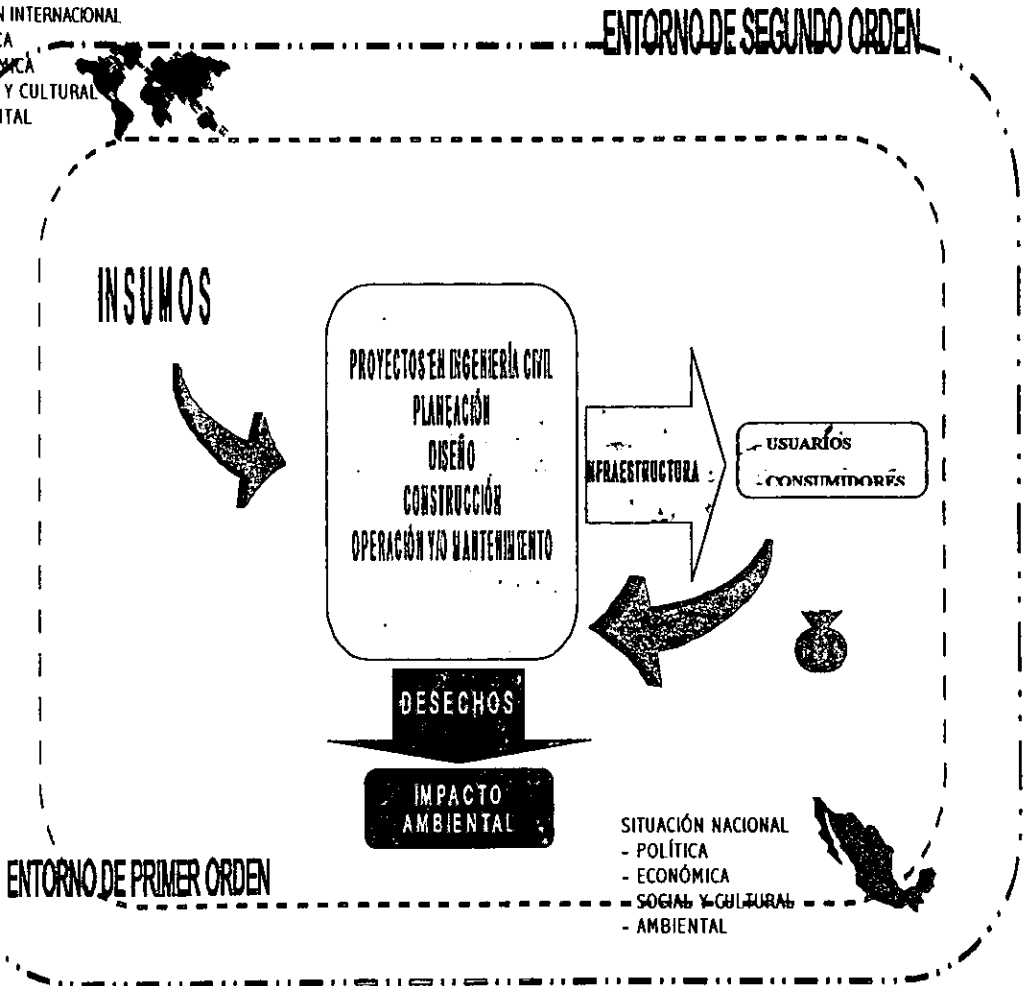 INTERNACIONAL
Y CULTURAL
ENTORNO DE SEGUNDO ORDEN
INSUMOS
PROYECTOS EN INGENIERÍA CIVIL
PLANEACIÓN
DISEÑO
CONSTRUCCIÓN
OPERACIÓN Y/O MANTENIMIENTO
INFRAESTRUCTURA
USUARIOS
CONSUMIDORES
DESECHOS
IMPACTO
AMBIENTAL
SITUACIÓN NACIONAL
- POLÍTICA
- ECONÓMICA
- SOCIAL Y CULTURAL
- AMBIENTAL
ENTORNO DE PRIMER ORDEN